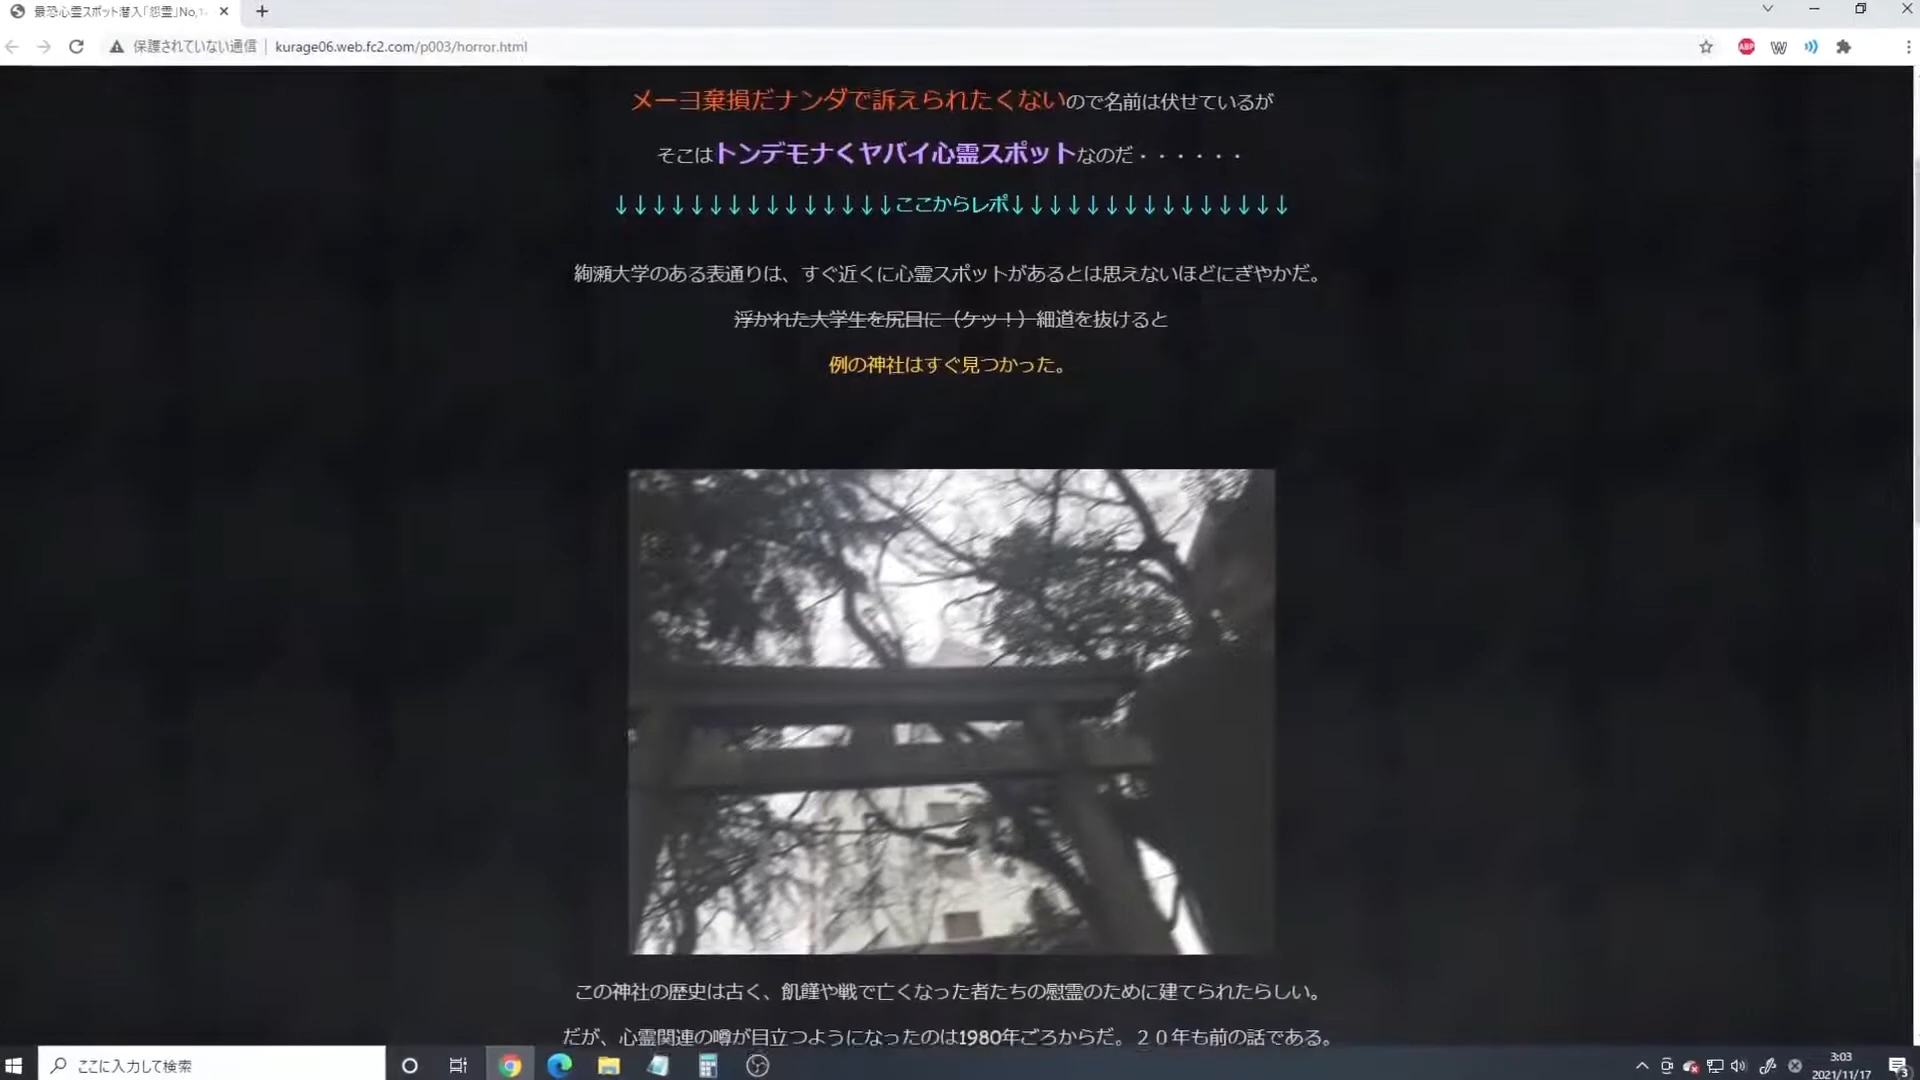 最恐心霊スポット潜入｢怨霊｣No,1
保護されていない通信
kurage06.web.fc2.com/p003/horror.html
ABP
W
メーヨ棄損だナンダで訴えられたくないので名前は伏せているが
そこはトンデモナくヤバイ心霊スポットなのだ・・・・・・
↓↓↓↓↓↓↓↓↓↓↓↓↓↓↓ここからレポ↓↓↓↓↓↓↓↓↓↓↓↓↓↓↓
絢瀬大学のある表通りは、すぐ近くに心霊スポットがあるとは思えないほどにぎやかだ。
浮かれた大学生を尻目に（ケッ！）細道を抜けると
例の神社はすぐ見つかった。
この神社の歴史は古く、飢饉や戦で亡くなった者たちの慰霊のために建てられたらしい。
だが、心霊関連の噂が目立つようになったのは1980年ごろからだ。２０年も前の話である。
ここに入力して検索
3:03
2021/11/17
3